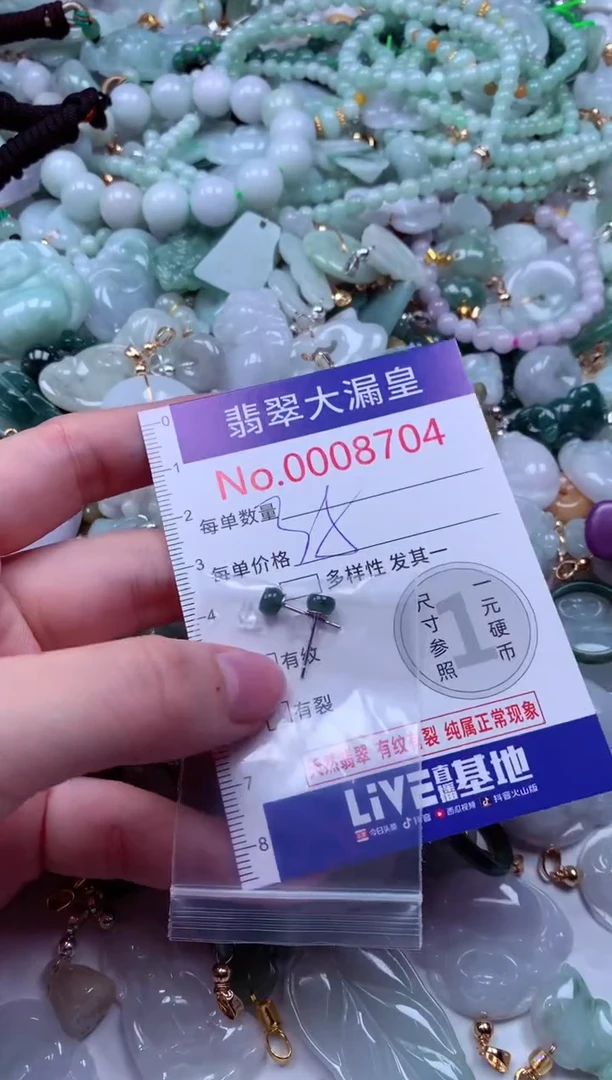 翡翠大漏皇
No.0008704
每单数量
每单价格
多样性 发其一
有纹
有裂
尺寸参照
1
一元硬币
天然翡翠 有纹有裂 纯属正常现象
LiVE直播基地
今日头条 抖音 西瓜视频 抖音火山版
0
1
2
3
4
7
8